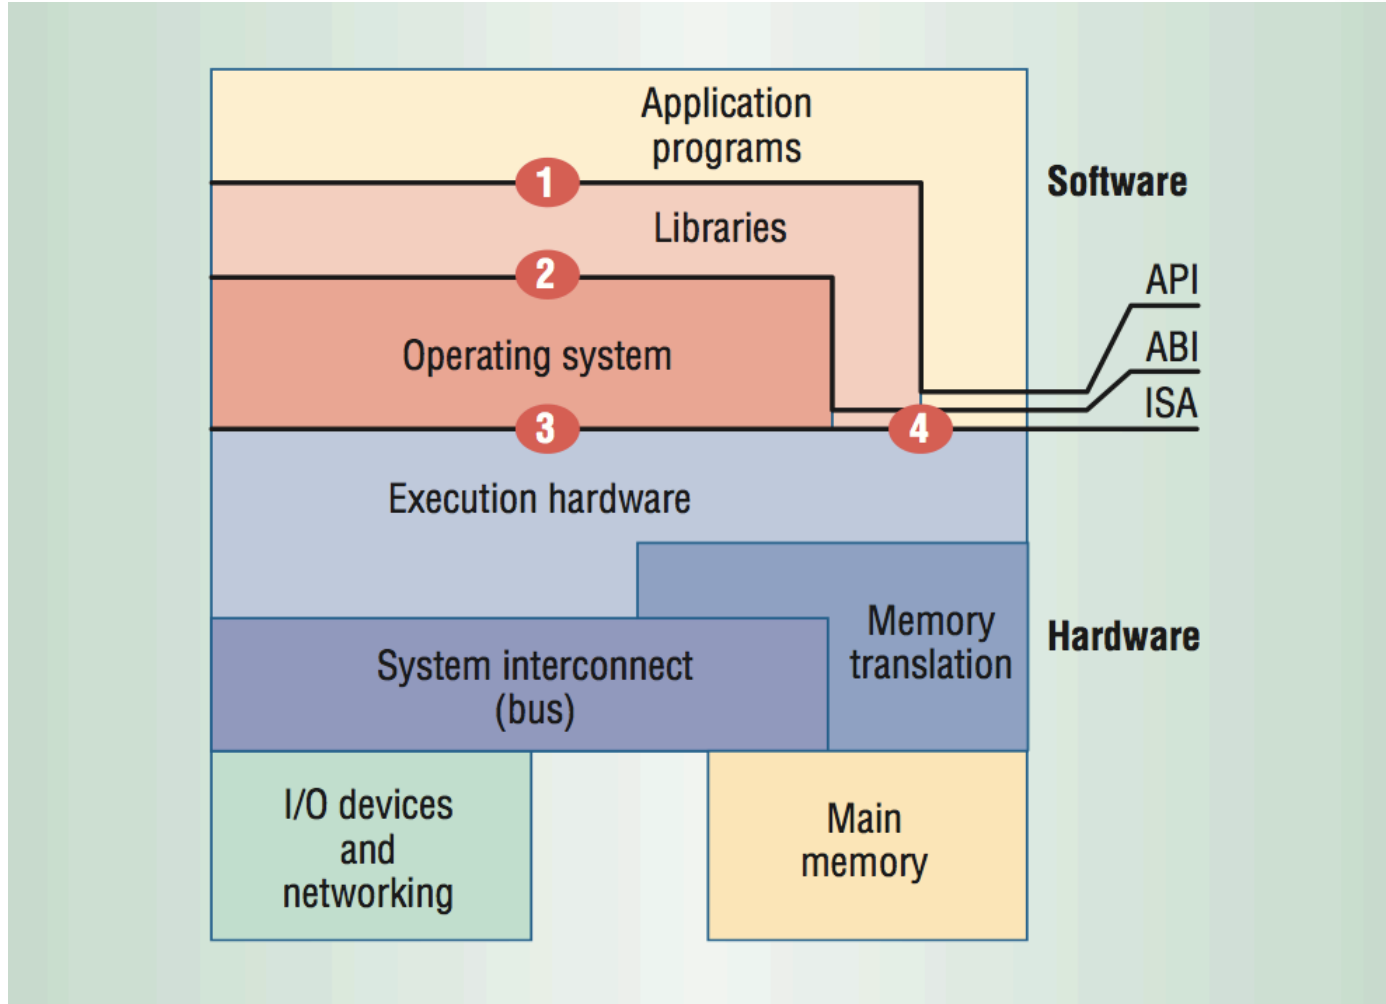 Application
programs
1
Software
Libraries
2
API
Operating system
ABI
ISA
3
4
Execution hardware
Memory
translation
Hardware
System interconnect
(bus)
I/O devices
and
networking
Main
memory